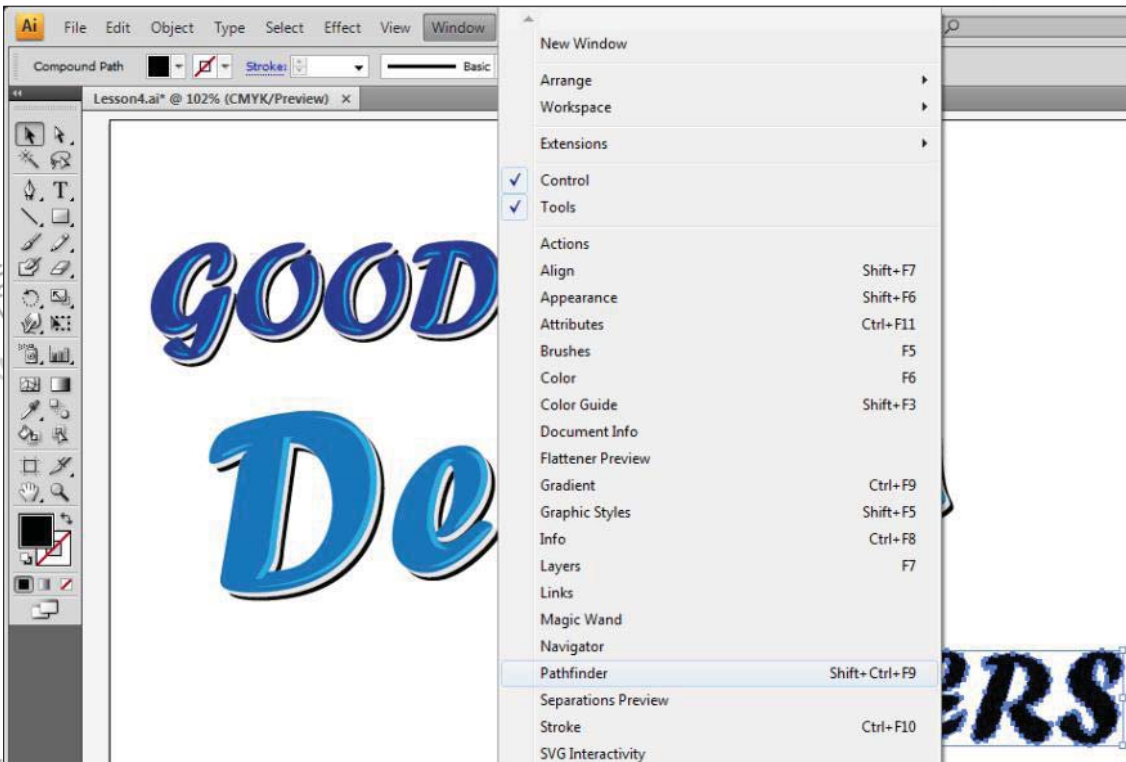 Ai File Edit Object Type Select Effect View Window
Compound Path Stroke: Basic
Lesson4.ai* @ 102% (CMYK/Preview) ×
New Window
Arrange
Workspace
Extensions
Control
Tools
Actions
Align Shift+F7
Appearance Shift+F6
Attributes Ctrl+F11
Brushes F5
Color F6
Color Guide Shift+F3
Document Info
Flattener Preview
Gradient Ctrl+F9
Graphic Styles Shift+F5
Info Ctrl+F8
Layers F7
Links
Magic Wand
Navigator
Pathfinder Shift+Ctrl+F9
Separations Preview
Stroke Ctrl+F10
SVG Interactivity
GOOD
De
ERS